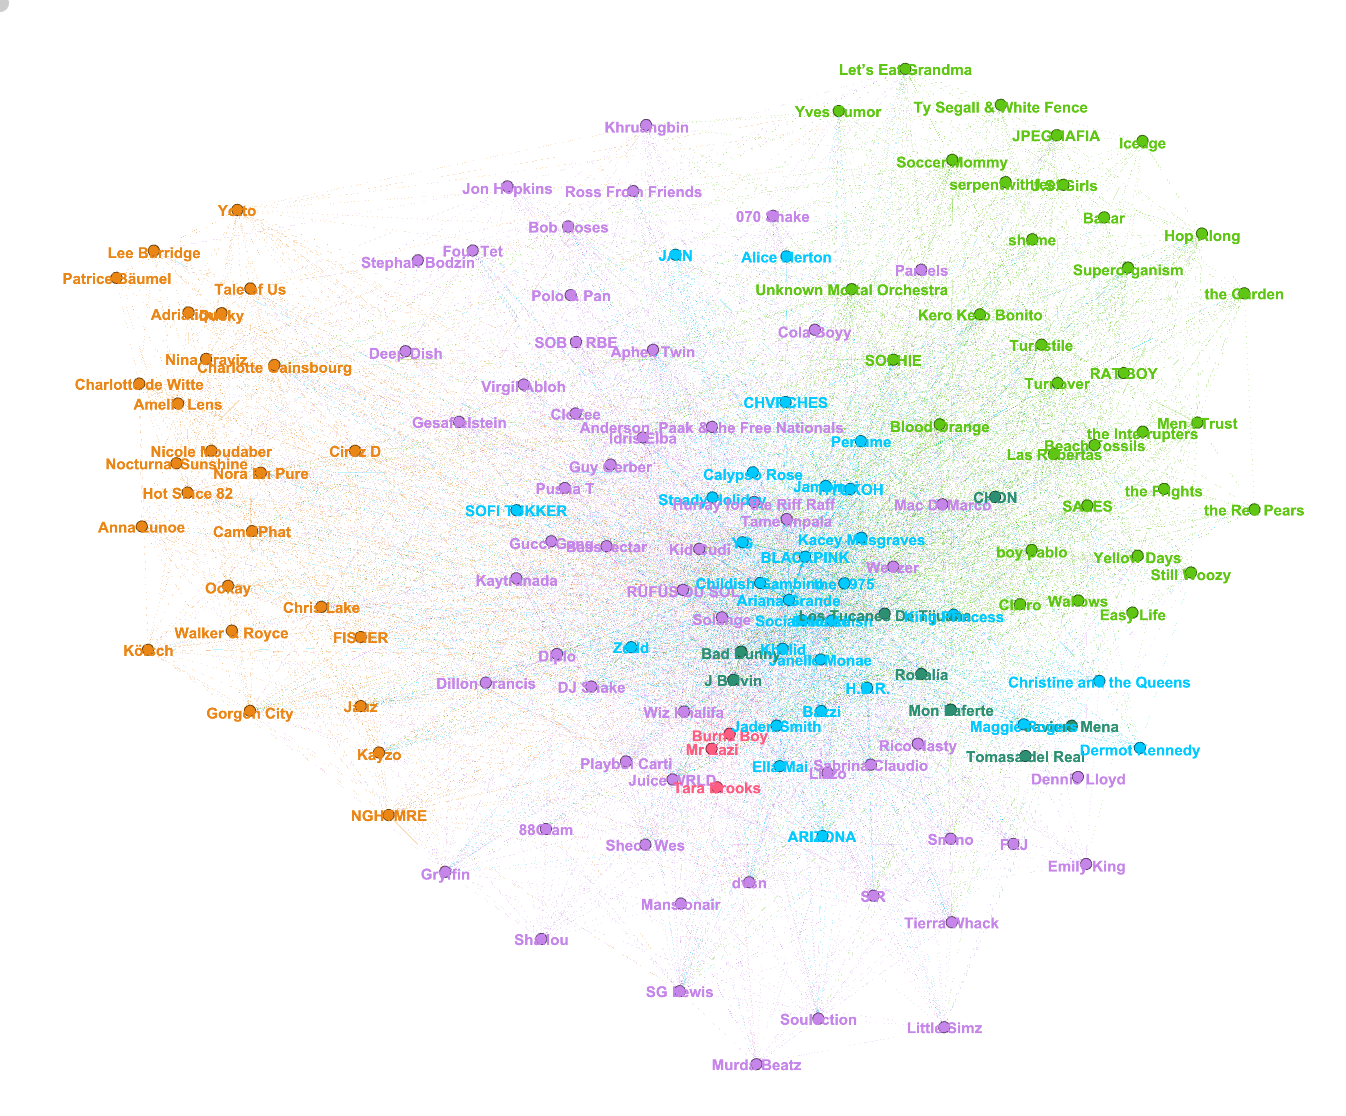 Let's Eat Grandma
Yves Tumor
Ty Segall & White Fence
Khruangbin
JPEGMAFIA
Iceage
Soccer Mommy
Jon Hopkins
Ross From Friends
serpentwithfeet
U.S. Girls
Yotto
070 Shake
Bob Moses
Bakar
Hop Along
shame
Lee Burridge
Four Tet
Stephan Bodzin
JAIN
Alice Merton
Parcels
Superorganism
Patrice Bäumel
Tale of Us
Polo & Pan
Unknown Mortal Orchestra
the Garden
Adriatique
Dusky
Kero Kero Bonito
Cola Boyy
Deep Dish
SOB X RBE
Aphex Twin
Turnstile
Nina Kraviz
Charlotte Gainsbourg
SOPHIE
Charlotte de Witte
Virgil Abloh
Turnover
RAT BOY
Amelie Lens
CHVRCHES
Gesaffelstein
CloZee
Anderson .Paak & the Free Nationals
Blood Orange
Men I Trust
the Interrupters
Idris Elba
Perfume
Beach Fossils
Nicole Moudaber
Cirez D
Las Robertas
Nocturnal Sunshine
Nora En Pure
Guy Gerber
Calypso Rose
Hot Since 82
Pusha T
Steady Holiday
Jambinai
HYUKOH
Hurray for the Riff Raff
Mac DeMarco
CHON
the Frights
SOFI TUKKER
Tame Impala
SALES
the Red Pears
Anna Lunoe
CamelPhat
Gucci Gang
Bassnectar
Kid Cudi
YG
Kacey Musgraves
BLACKPINK
boy pablo
Yellow Days
Weezer
Still Woozy
Ookay
Kaytranada
RÜFÜS DU SOL
Childish Gambino
the 1975
Ariana Grande
Chris Lake
Clairo
Wallows
Easy Life
Solange
Social House
Los Tucanes De Tijuana
King Princess
Walker & Royce
FISHER
Kölsch
Diplo
Zedd
Bad Bunny
Khalid
Janelle Monae
J Balvin
Rosalía
Dillon Francis
DJ Snake
H.E.R.
Christine and the Queens
Gorgon City
Jauz
Wiz Khalifa
Bazzi
Mon Laferte
Jaden Smith
Maggie Rogers
Javiera Mena
Burna Boy
Mr Eazi
Rico Nasty
Dermot Kennedy
Kayzo
Playboi Carti
Ella Mai
Sabrina Claudio
Lizzo
Tomasa del Real
Juice WRLD
Tara Brooks
Dennis Lloyd
NGHTMRE
88Glam
ARIZONA
Sheck Wes
Smino
FKJ
Emily King
Gryffin
dvsn
SiR
Mansionair
Tierra Whack
Shallou
SG Lewis
Soulection
Little Simz
Murda Beatz